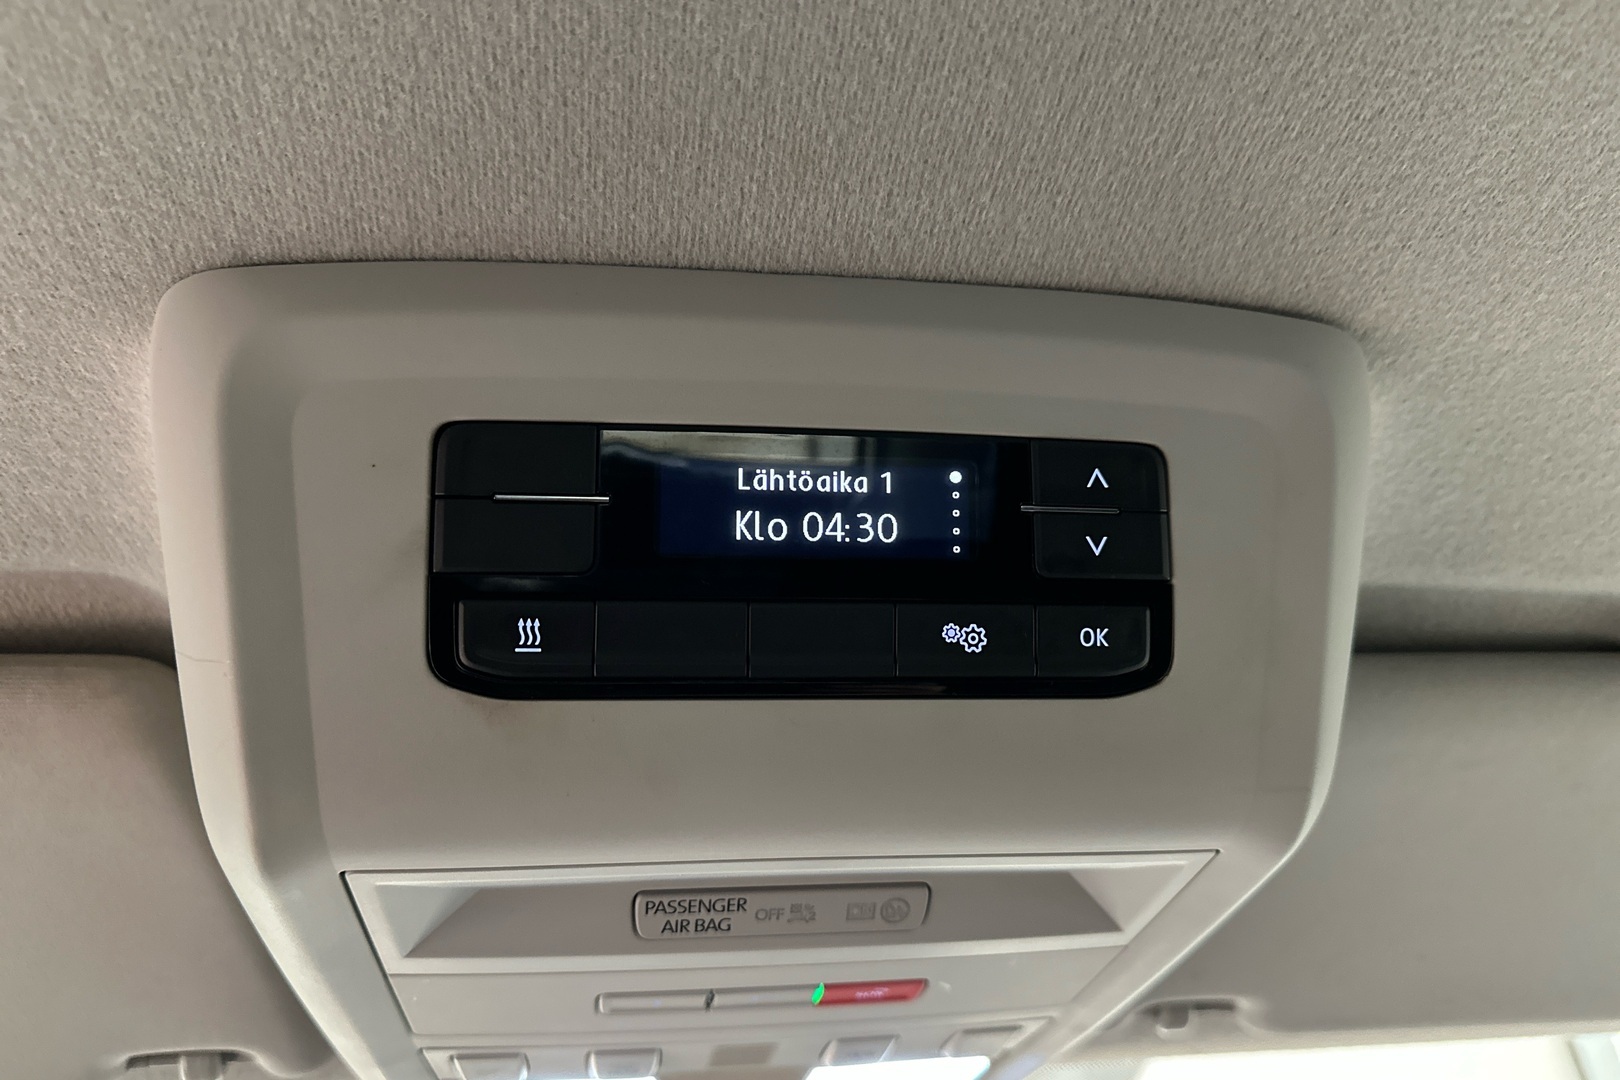 Lähtöaika 1
Klo 04:30
OK
PASSENGER
AIR BAG
OFF